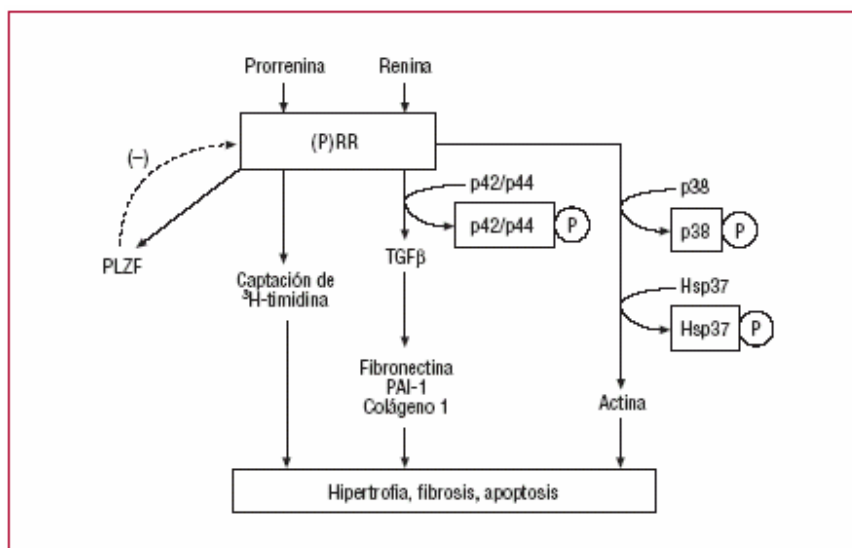 Prorrenina
Renina
(P)RR
(–)
PLZF
p42/p44
p42/p44
P
p38
p38
P
TGFβ
Captación de
³H-timidina
Hsp37
Hsp37
P
Fibronectina
PAI-1
Colágeno 1
Actina
Hipertrofia, fibrosis, apoptosis